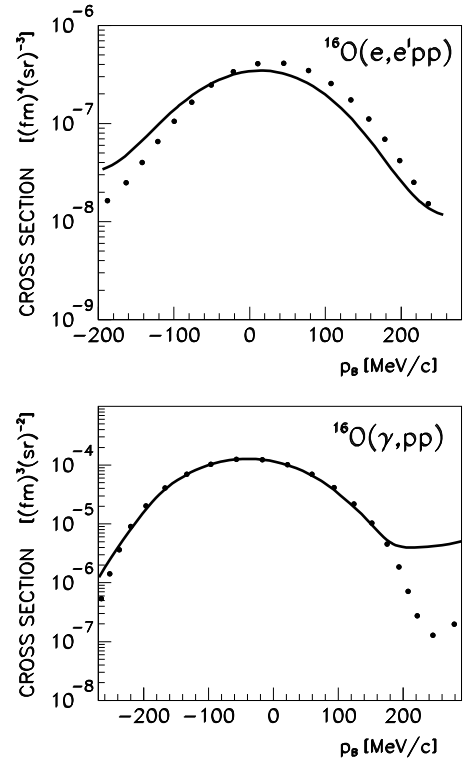 10⁻⁶
¹⁶O(e,e'pp)
10⁻⁷
10⁻⁸
10⁻⁹
CROSS SECTION [(fm)⁴(sr)⁻³]
−200 −100 0 100 200
p_B [MeV/c]
¹⁶O(γ,pp)
10⁻⁴
10⁻⁵
10⁻⁶
10⁻⁷
10⁻⁸
CROSS SECTION [(fm)³(sr)⁻²]
−200 −100 0 100 200
p_B [MeV/c]